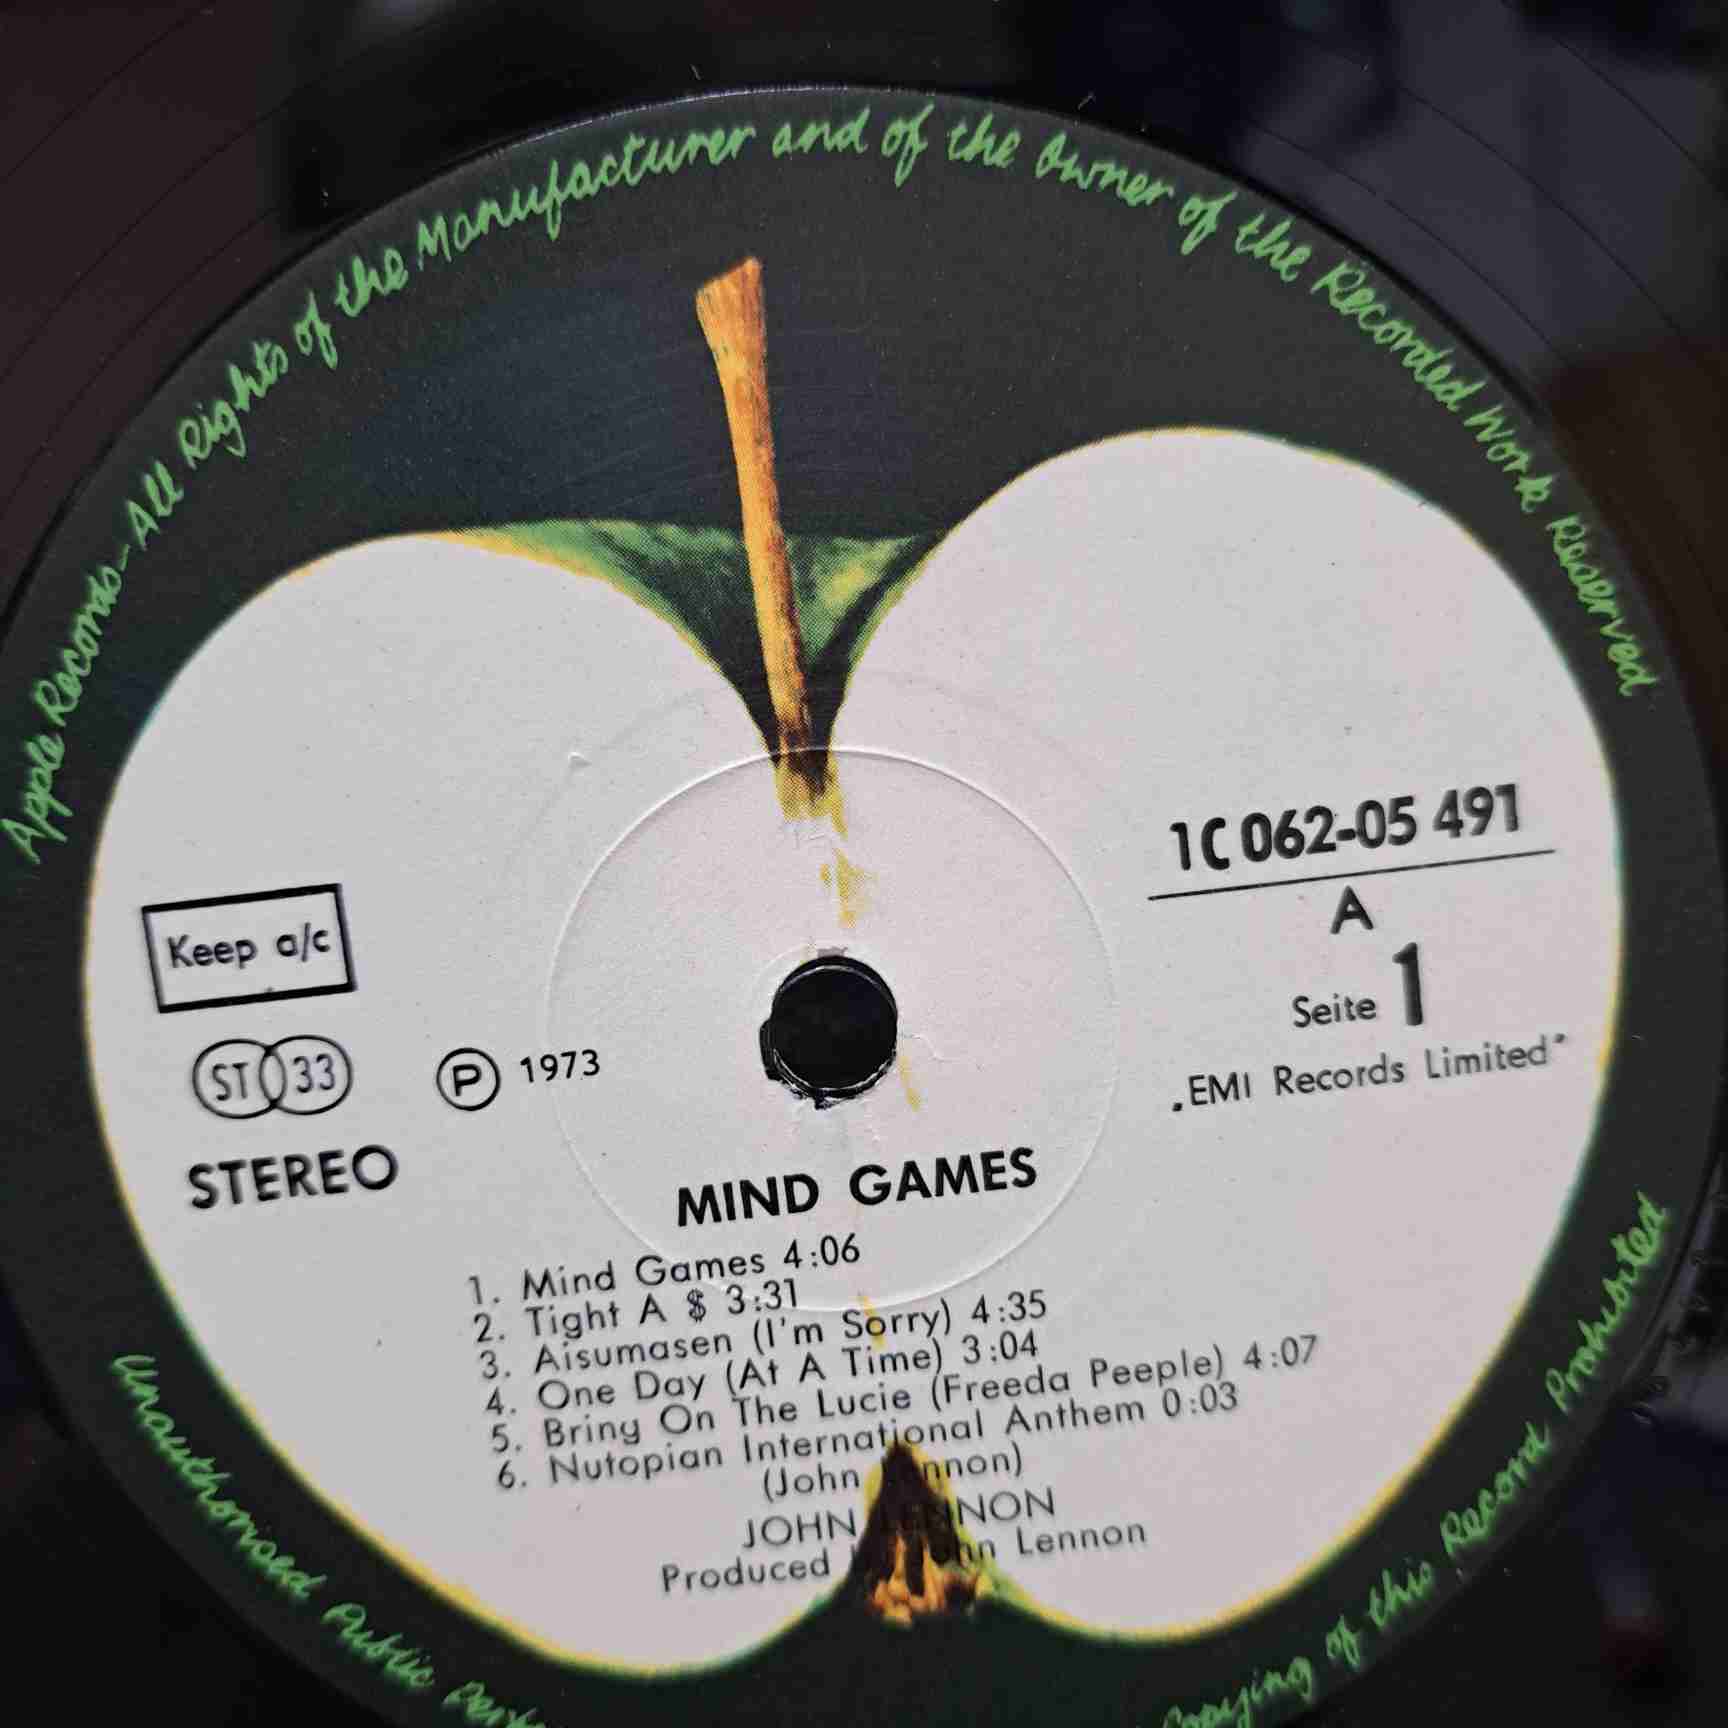 Apple Records-All Rights of the Manufacturer and of the Owner of the Recorded Work Reserved
1C 062-05 491
A
Seite 1
„EMI Records Limited"
Keep a/c
ST 33
Ⓟ 1973
STEREO
MIND GAMES
1. Mind Games 4:06
2. Tight A $ 3:31
3. Aisumasen (I'm Sorry) 4:35
4. One Day (At A Time) 3:04
5. Bring On The Lucie (Freeda Peeple) 4:07
6. Nutopian International Anthem 0:03
(John Lennon)
JOHN LENNON
Produced by John Lennon
Unauthorised Public
Copying of this Record Prohibited